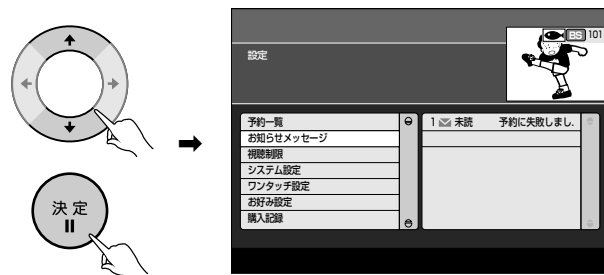 決定
BS 101
設定
予約一覧
お知らせメッセージ
視聴制限
システム設定
ワンタッチ設定
お好み設定
購入記録
1 未読 予約に失敗しまし.